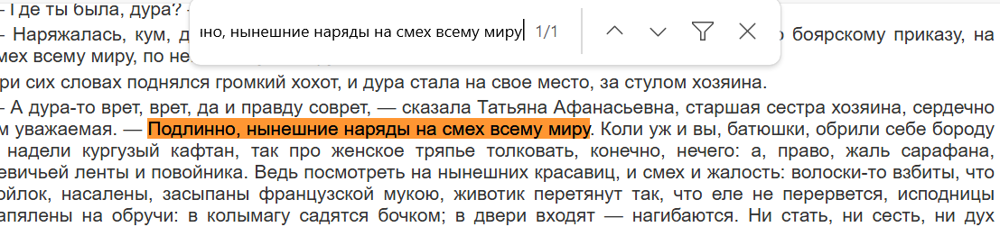 – Где ты была, дура?
– Наряжалась, кум, д
но, нынешние наряды на смех всему миру 1/1
боярскому приказу, на
мех всему миру, по не
ри сих словах поднялся громкий хохот, и дура стала на свое место, за стулом хозяина.
– А дура-то врет, врет, да и правду соврет, — сказала Татьяна Афанасьевна, старшая сестра хозяина, сердечно
м уважаемая. — Подлинно, нынешние наряды на смех всему миру. Коли уж и вы, батюшки, обрили себе бороду
надели кургузый кафтан, так про женское тряпье толковать, конечно, нечего: а, право, жаль сарафана,
евичьей ленты и повойника. Ведь посмотреть на нынешних красавиц, и смех и жалость: волоски-то взбиты, что
ойлок, насалены, засыпаны французской мукою, животик перетянут так, что еле не перервется, исподницы
апялены на обручи: в колымагу садятся бочком; в двери входят — нагибаются. Ни стать, ни сесть, ни дух